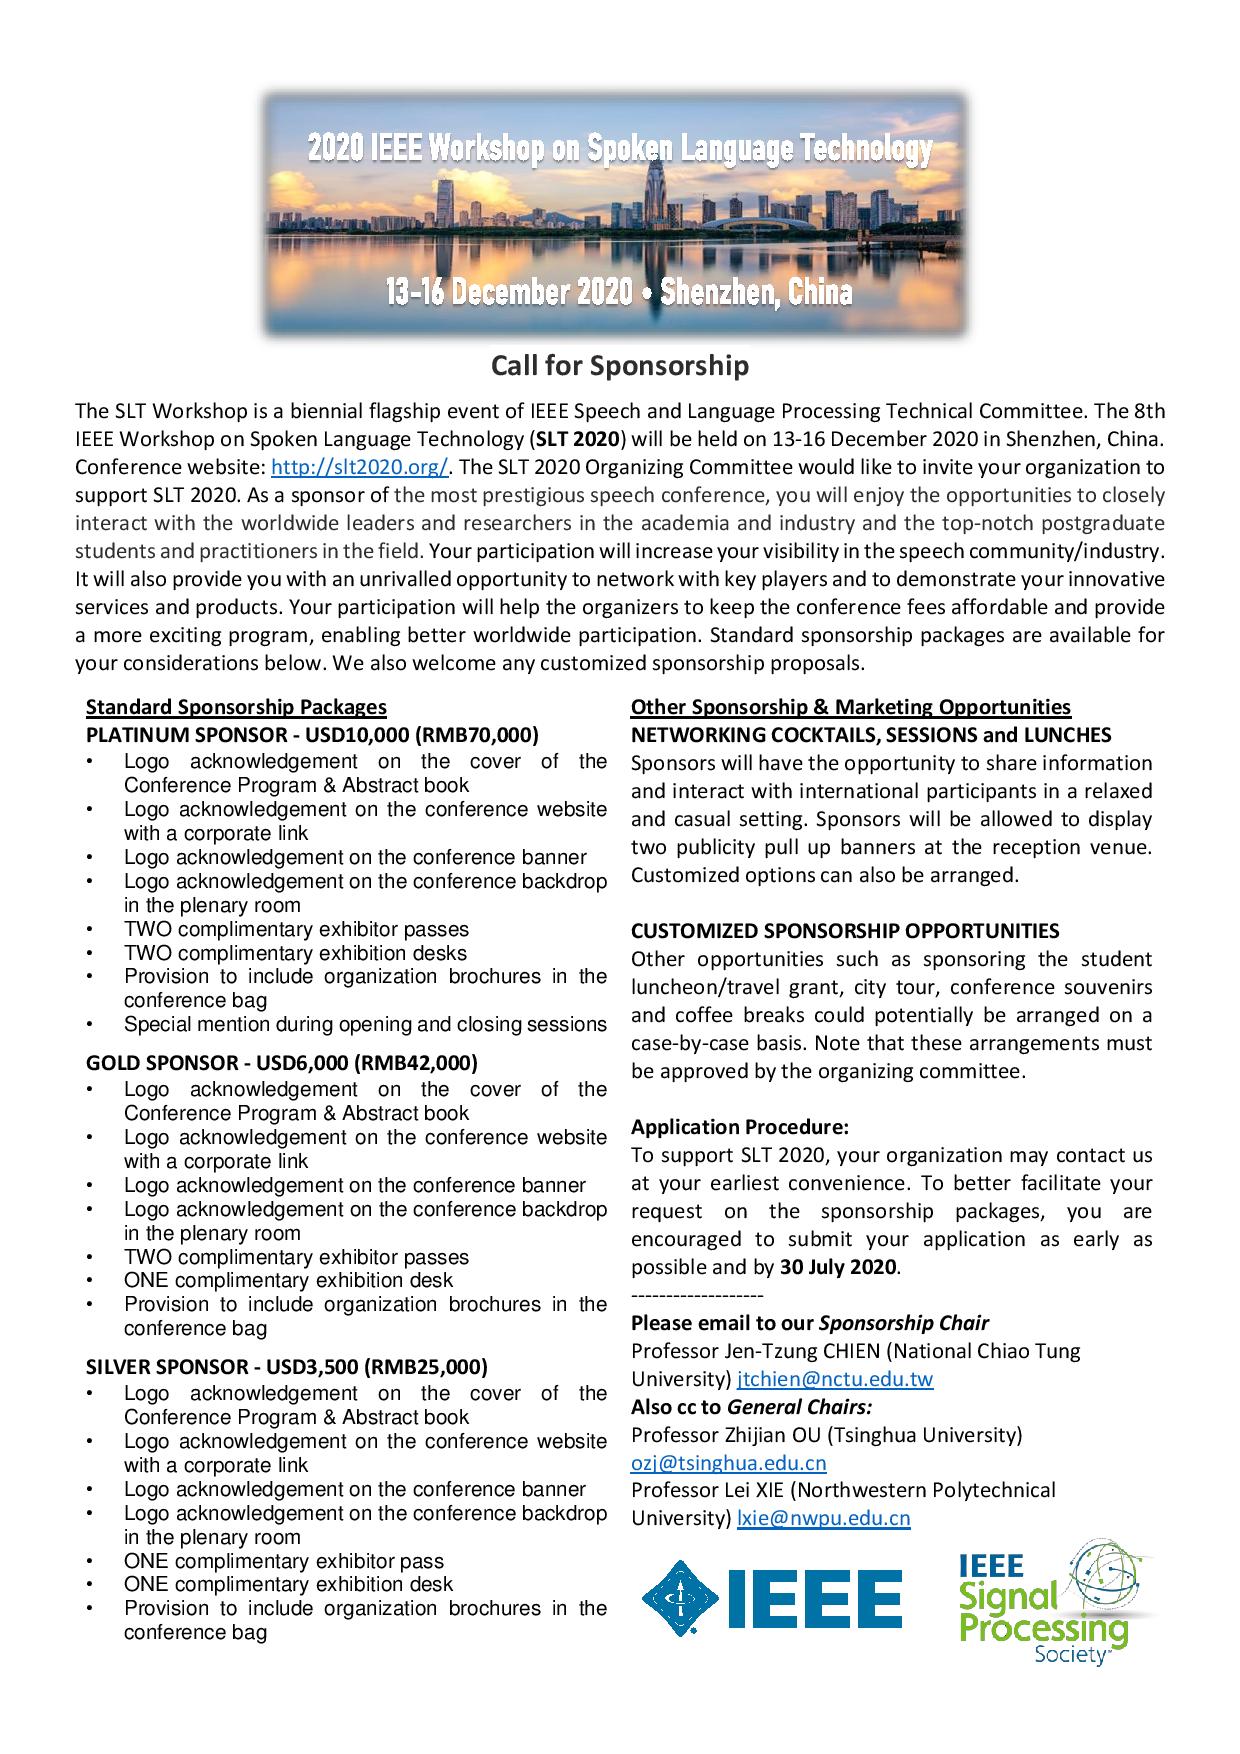 2020 IEEE Workshop on Spoken Language Technology
13-16 December 2020 • Shenzhen, China
Call for Sponsorship
The SLT Workshop is a biennial flagship event of IEEE Speech and Language Processing Technical Committee. The 8th
IEEE Workshop on Spoken Language Technology (SLT 2020) will be held on 13-16 December 2020 in Shenzhen, China.
Conference website: http://slt2020.org/. The SLT 2020 Organizing Committee would like to invite your organization to
support SLT 2020. As a sponsor of the most prestigious speech conference, you will enjoy the opportunities to closely
interact with the worldwide leaders and researchers in the academia and industry and the top-notch postgraduate
students and practitioners in the field. Your participation will increase your visibility in the speech community/industry.
It will also provide you with an unrivalled opportunity to network with key players and to demonstrate your innovative
services and products. Your participation will help the organizers to keep the conference fees affordable and provide
a more exciting program, enabling better worldwide participation. Standard sponsorship packages are available for
your considerations below. We also welcome any customized sponsorship proposals.
Standard Sponsorship Packages
PLATINUM SPONSOR - USD10,000 (RMB70,000)
• Logo acknowledgement on the cover of the
Conference Program & Abstract book
• Logo acknowledgement on the conference website
with a corporate link
• Logo acknowledgement on the conference banner
• Logo acknowledgement on the conference backdrop
in the plenary room
• TWO complimentary exhibitor passes
• TWO complimentary exhibition desks
• Provision to include organization brochures in the
conference bag
• Special mention during opening and closing sessions
GOLD SPONSOR - USD6,000 (RMB42,000)
• Logo acknowledgement on the cover of the
Conference Program & Abstract book
• Logo acknowledgement on the conference website
with a corporate link
• Logo acknowledgement on the conference banner
• Logo acknowledgement on the conference backdrop
in the plenary room
• TWO complimentary exhibitor passes
• ONE complimentary exhibition desk
• Provision to include organization brochures in the
conference bag
SILVER SPONSOR - USD3,500 (RMB25,000)
• Logo acknowledgement on the cover of the
Conference Program & Abstract book
• Logo acknowledgement on the conference website
with a corporate link
• Logo acknowledgement on the conference banner
• Logo acknowledgement on the conference backdrop
in the plenary room
• ONE complimentary exhibitor pass
• ONE complimentary exhibition desk
• Provision to include organization brochures in the
conference bag
Other Sponsorship & Marketing Opportunities
NETWORKING COCKTAILS, SESSIONS and LUNCHES
Sponsors will have the opportunity to share information
and interact with international participants in a relaxed
and casual setting. Sponsors will be allowed to display
two publicity pull up banners at the reception venue.
Customized options can also be arranged.
CUSTOMIZED SPONSORSHIP OPPORTUNITIES
Other opportunities such as sponsoring the student
luncheon/travel grant, city tour, conference souvenirs
and coffee breaks could potentially be arranged on a
case-by-case basis. Note that these arrangements must
be approved by the organizing committee.
Application Procedure:
To support SLT 2020, your organization may contact us
at your earliest convenience. To better facilitate your
request on the sponsorship packages, you are
encouraged to submit your application as early as
possible and by 30 July 2020.
-------------------
Please email to our Sponsorship Chair
Professor Jen-Tzung CHIEN (National Chiao Tung
University) jtchien@nctu.edu.tw
Also cc to General Chairs:
Professor Zhijian OU (Tsinghua University)
ozj@tsinghua.edu.cn
Professor Lei XIE (Northwestern Polytechnical
University) lxie@nwpu.edu.cn
IEEE
IEEE
Signal
Processing
Society™